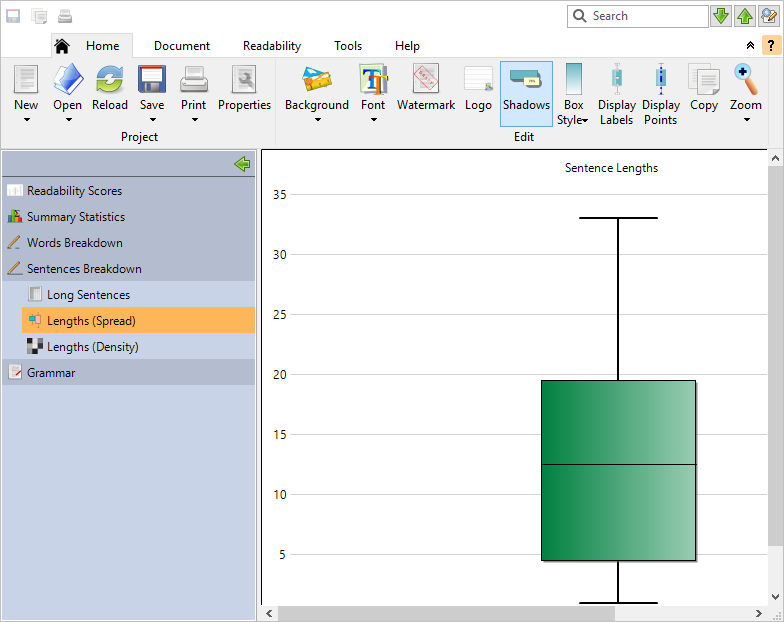 Search
Home Document Readability Tools Help
?
New Open Reload Save Print Properties Background Font Watermark Logo Shadows Box Style Display Labels Display Points Copy Zoom
Project Edit
Readability Scores
Summary Statistics
Words Breakdown
Sentences Breakdown
Long Sentences
Lengths (Spread)
Lengths (Density)
Grammar
Sentence Lengths
35
30
25
20
15
10
5